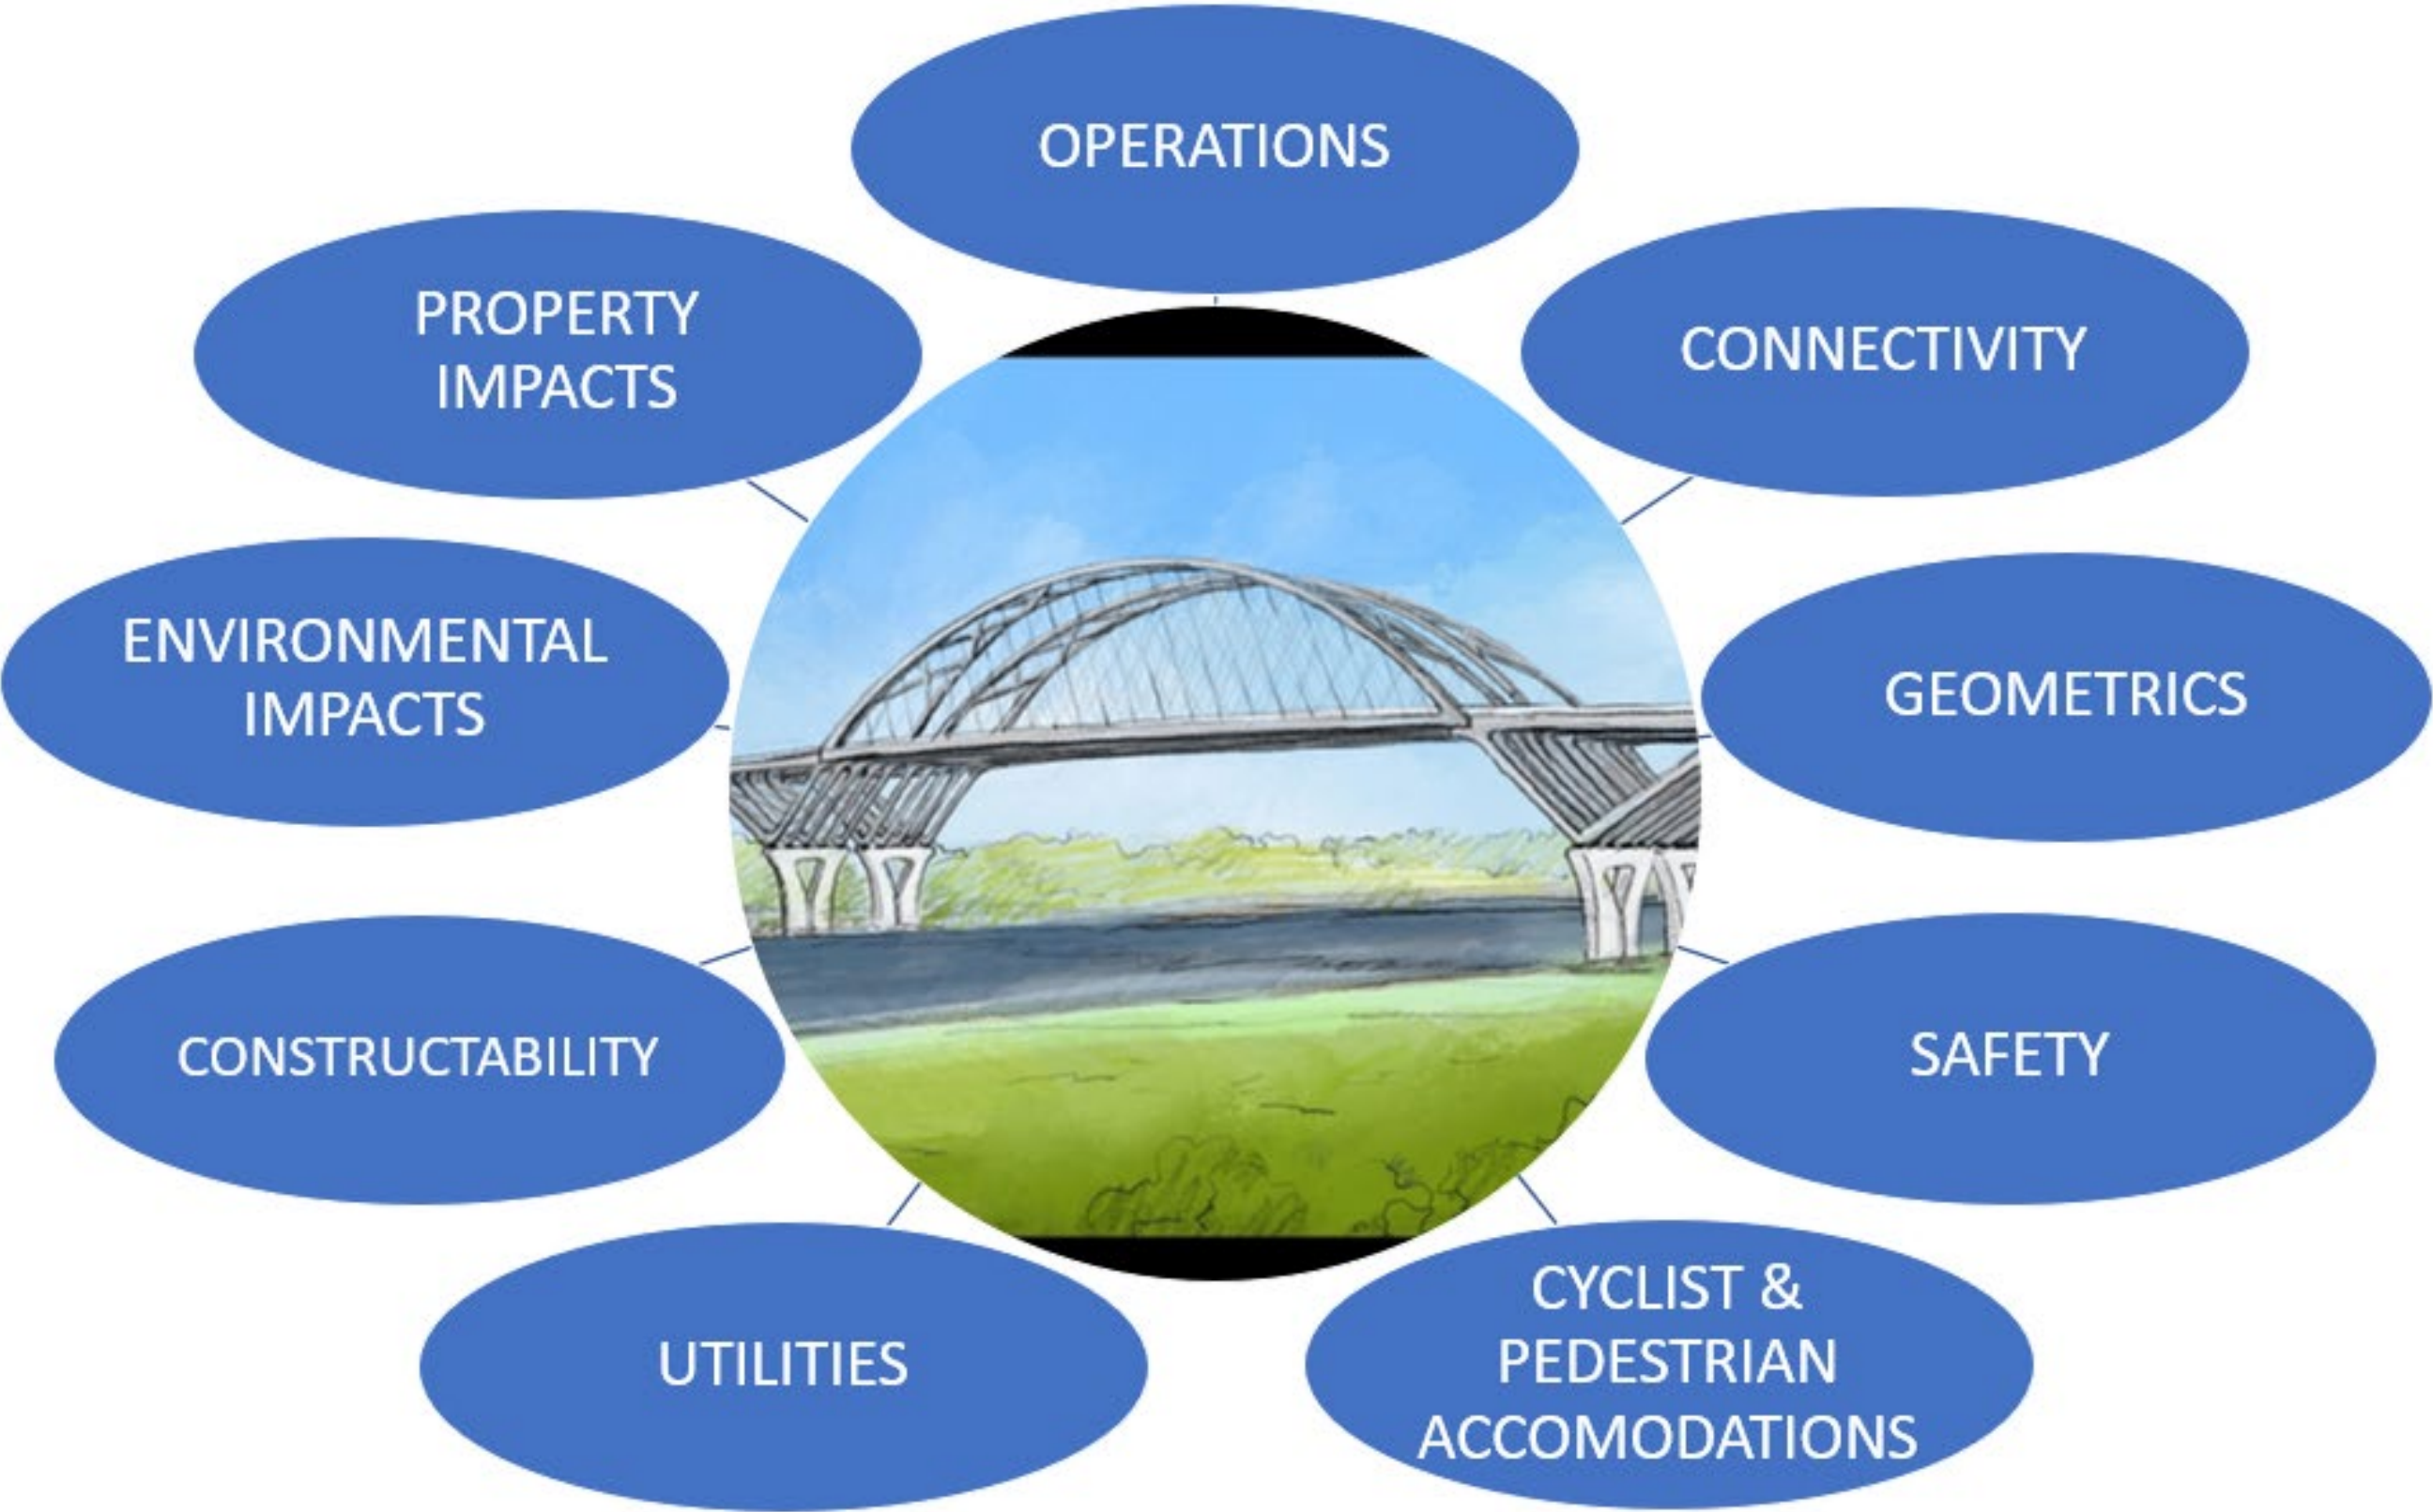 OPERATIONS
CONNECTIVITY
GEOMETRICS
SAFETY
CYCLIST &
PEDESTRIAN
ACCOMODATIONS
UTILITIES
CONSTRUCTABILITY
ENVIRONMENTAL
IMPACTS
PROPERTY
IMPACTS